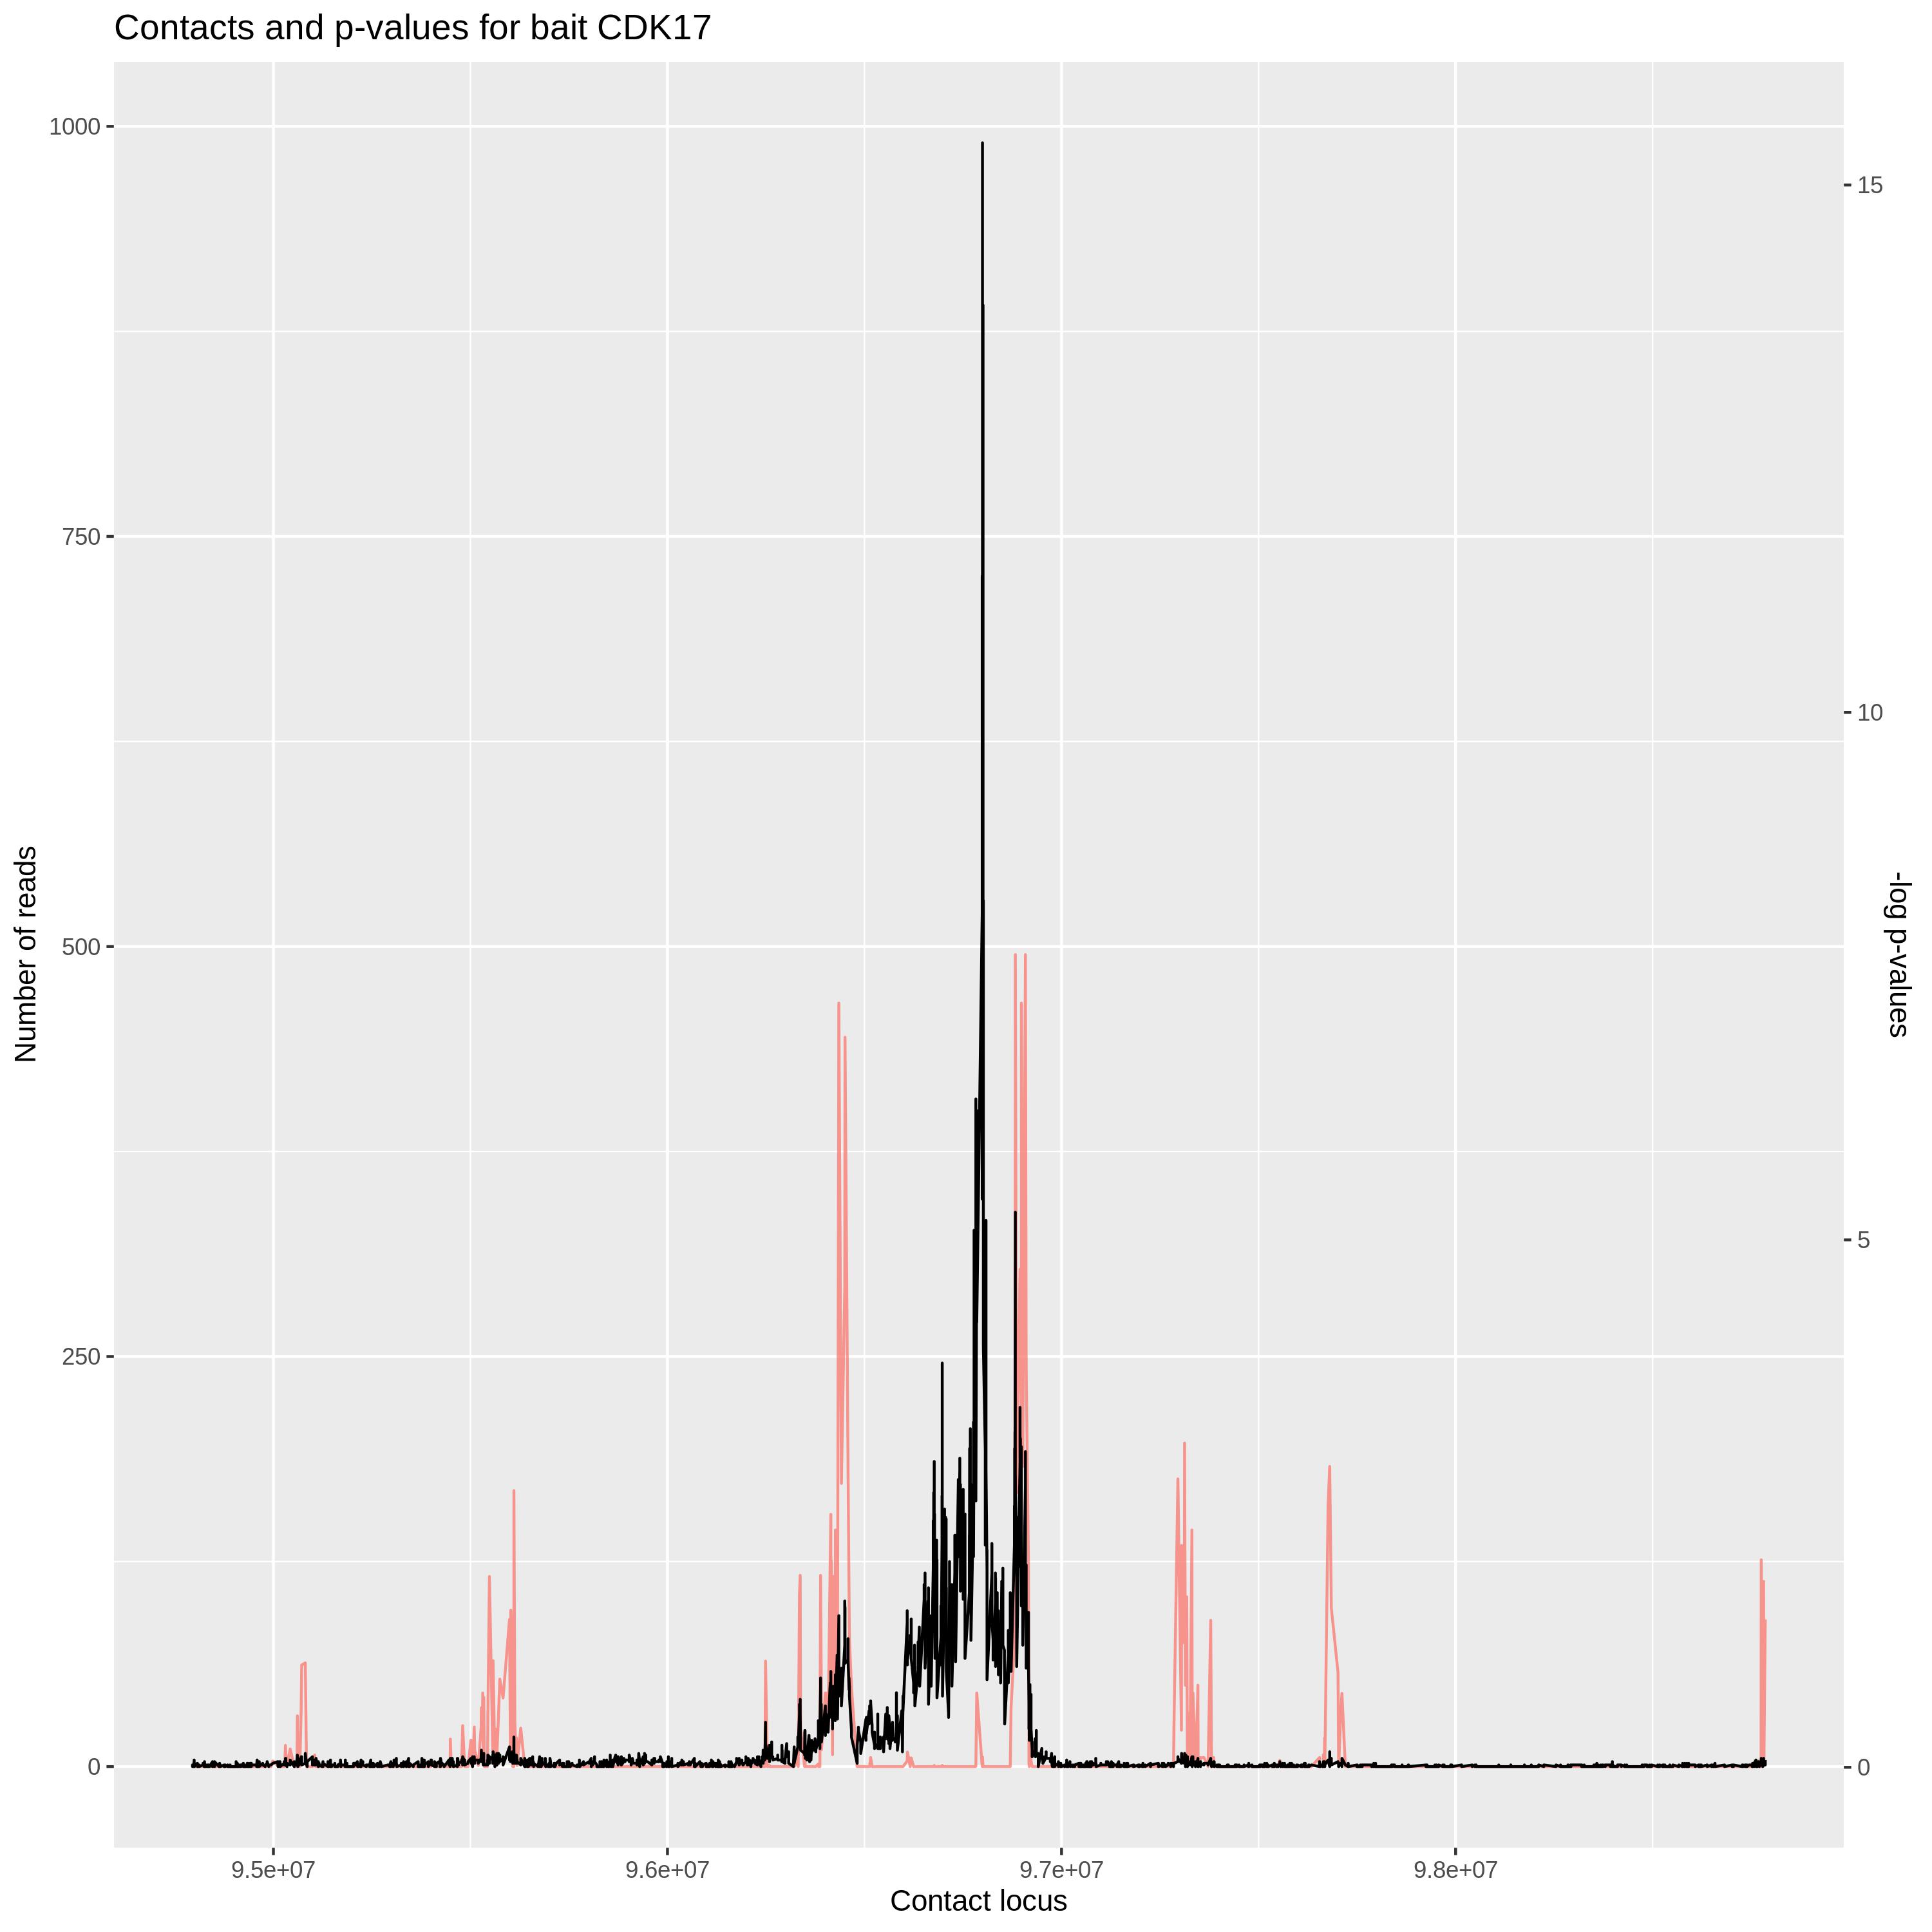 Contacts and p-values for bait CDK17
Number of reads
1000
750
500
250
0
15
10
5
0
-log p-values
9.5e+07 9.6e+07 9.7e+07 9.8e+07
Contact locus